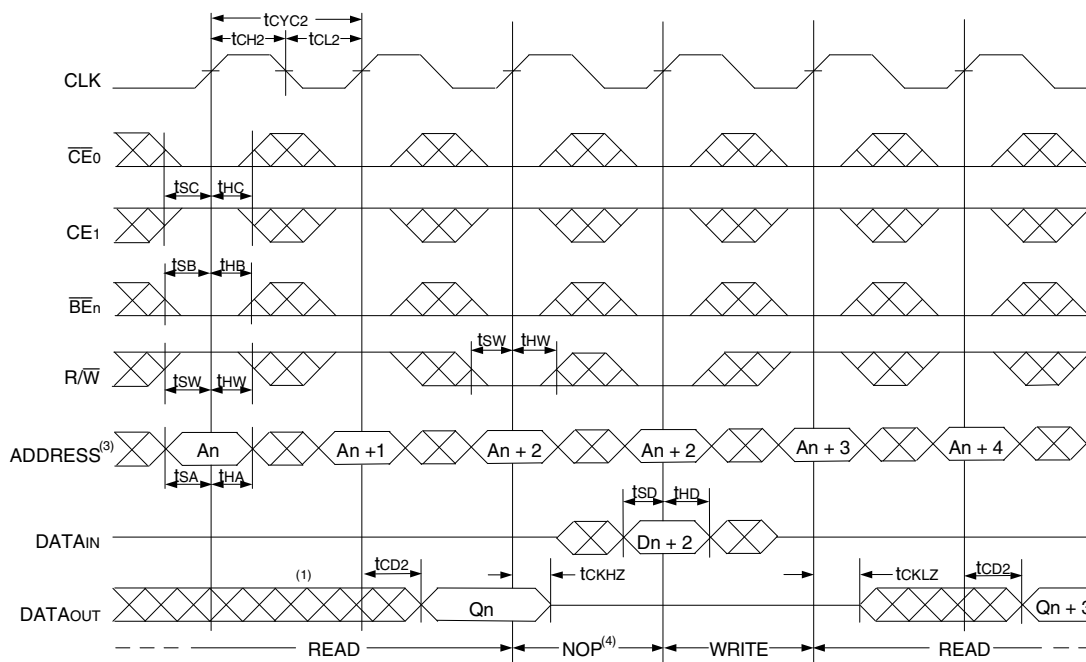 tCYC2
tCH2 tCL2
CLK
CE0
tSC tHC
CE1
tSB tHB
BEn
tSW tHW
R/W
tSW tHW
ADDRESS(3) An An +1 An + 2 An + 2 An + 3 An + 4
tSA tHA
tSD tHD
DATAIN Dn + 2
(1) tCD2 tCKHZ tCKLZ tCD2
DATAOUT Qn Qn + 3
READ NOP(4) WRITE READ